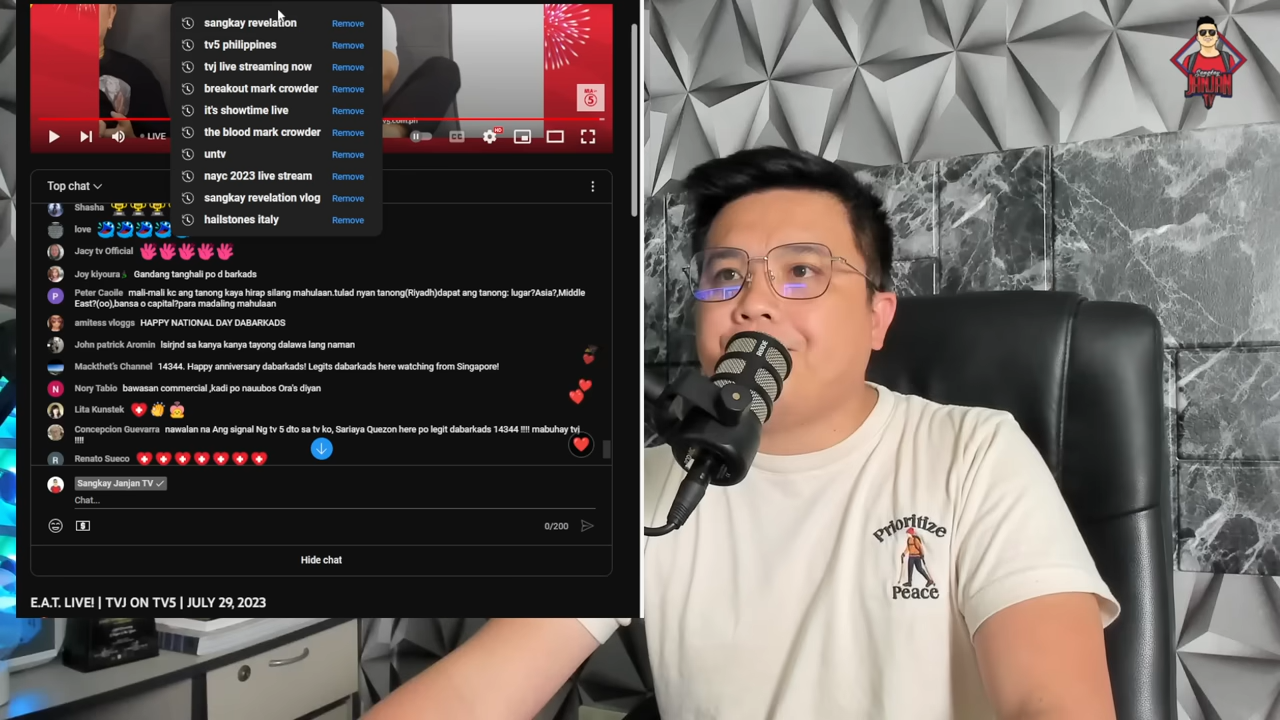 sangkay revelation Remove
tv5 philippines Remove
tvj live streaming now Remove
breakout mark crowder Remove
it's showtime live Remove
the blood mark crowder Remove
untv Remove
nayc 2023 live stream Remove
sangkay revelation vlog Remove
hailstones italy Remove
5
LIVE
CC
HD
Top chat
Shasha
love
Jacy tv Official
Joy kiyoura Gandang tanghali po d barkads
P Peter Caoile mali-mali kc ang tanong kaya hirap silang mahulaan.tulad nyan tanong(Riyadh)dapat ang tanong: lugar?Asia?,Middle
East?(oo),bansa o capital?para madaling mahulaan
amitess vloggs HAPPY NATIONAL DAY DABARKADS
John patrick Aromin Isirjnd sa kanya kanya tayong dalawa lang naman
Mackthet's Channel 14344. Happy anniversary dabarkads! Legits dabarkads here watching from Singapore!
N Nory Tabio bawasan commercial ,kadi po nauubos Ora's diyan
Lita Kunstek
Concepcion Guevarra nawalan na Ang signal Ng tv 5 dto sa tv ko, Sariaya Quezon here po legit dabarkads 14344 !!!! mabuhay tvj
!!!!
R Renato Sueco
Sangkay Janjan TV
Chat...
0/200
Hide chat
E.A.T. LIVE! | TVJ ON TV5 | JULY 29, 2023
Sangkay
JANJAN
TV
RØDE
Prioritize
Peace